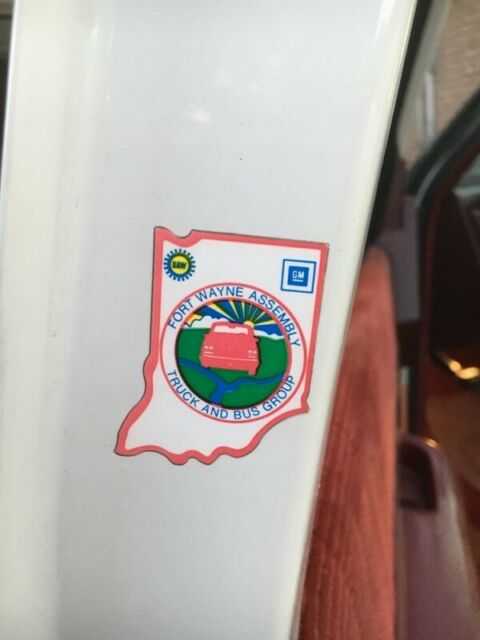 UAW
GM
FORT WAYNE ASSEMBLY
TRUCK AND BUS GROUP